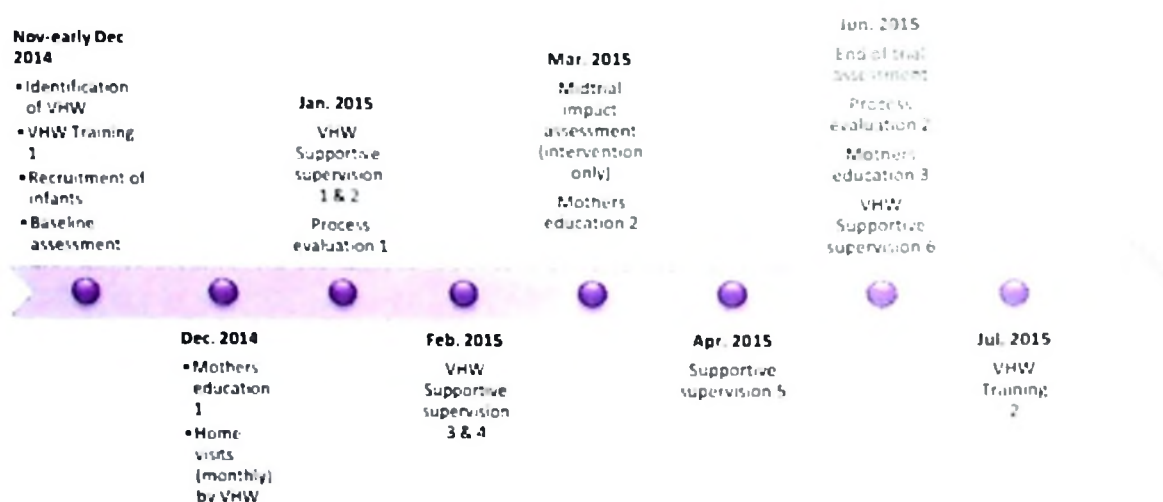 Nov-early Dec
2014
• Identification
of VHW
• VHW Training
1
• Recruitment of
infants
• Baseline
assessment
Jan. 2015
VHW
Supportive
supervision
1 & 2
Process
evaluation 1
Mar. 2015
Midtrial
impact
assessment
(intervention
only)
Mothers
education 2
Jun. 2015
End of trial
assessment
Process
evaluation 2
Mothers
education 3
VHW
Supportive
supervision 6
Dec. 2014
• Mothers
education
1
• Home
visits
(monthly)
by VHW
Feb. 2015
VHW
Supportive
supervision
3 & 4
Apr. 2015
Supportive
supervision 5
Jul. 2015
VHW
Training
2